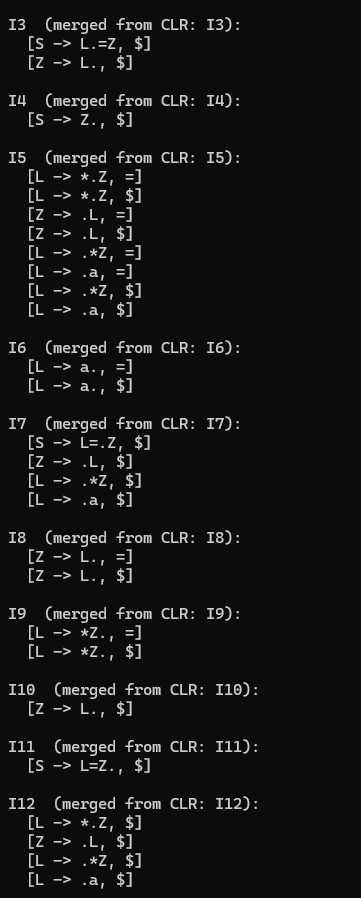 I3  (merged from CLR: I3):
  [S -> L.=Z, $]
  [Z -> L., $]

I4  (merged from CLR: I4):
  [S -> Z., $]

I5  (merged from CLR: I5):
  [L -> *.Z, =]
  [L -> *.Z, $]
  [Z -> .L, =]
  [Z -> .L, $]
  [L -> .*Z, =]
  [L -> .a, =]
  [L -> .*Z, $]
  [L -> .a, $]

I6  (merged from CLR: I6):
  [L -> a., =]
  [L -> a., $]

I7  (merged from CLR: I7):
  [S -> L=.Z, $]
  [Z -> .L, $]
  [L -> .*Z, $]
  [L -> .a, $]

I8  (merged from CLR: I8):
  [Z -> L., =]
  [Z -> L., $]

I9  (merged from CLR: I9):
  [L -> *Z., =]
  [L -> *Z., $]

I10  (merged from CLR: I10):
  [Z -> L., $]

I11  (merged from CLR: I11):
  [S -> L=Z., $]

I12  (merged from CLR: I12):
  [L -> *.Z, $]
  [Z -> .L, $]
  [L -> .*Z, $]
  [L -> .a, $]